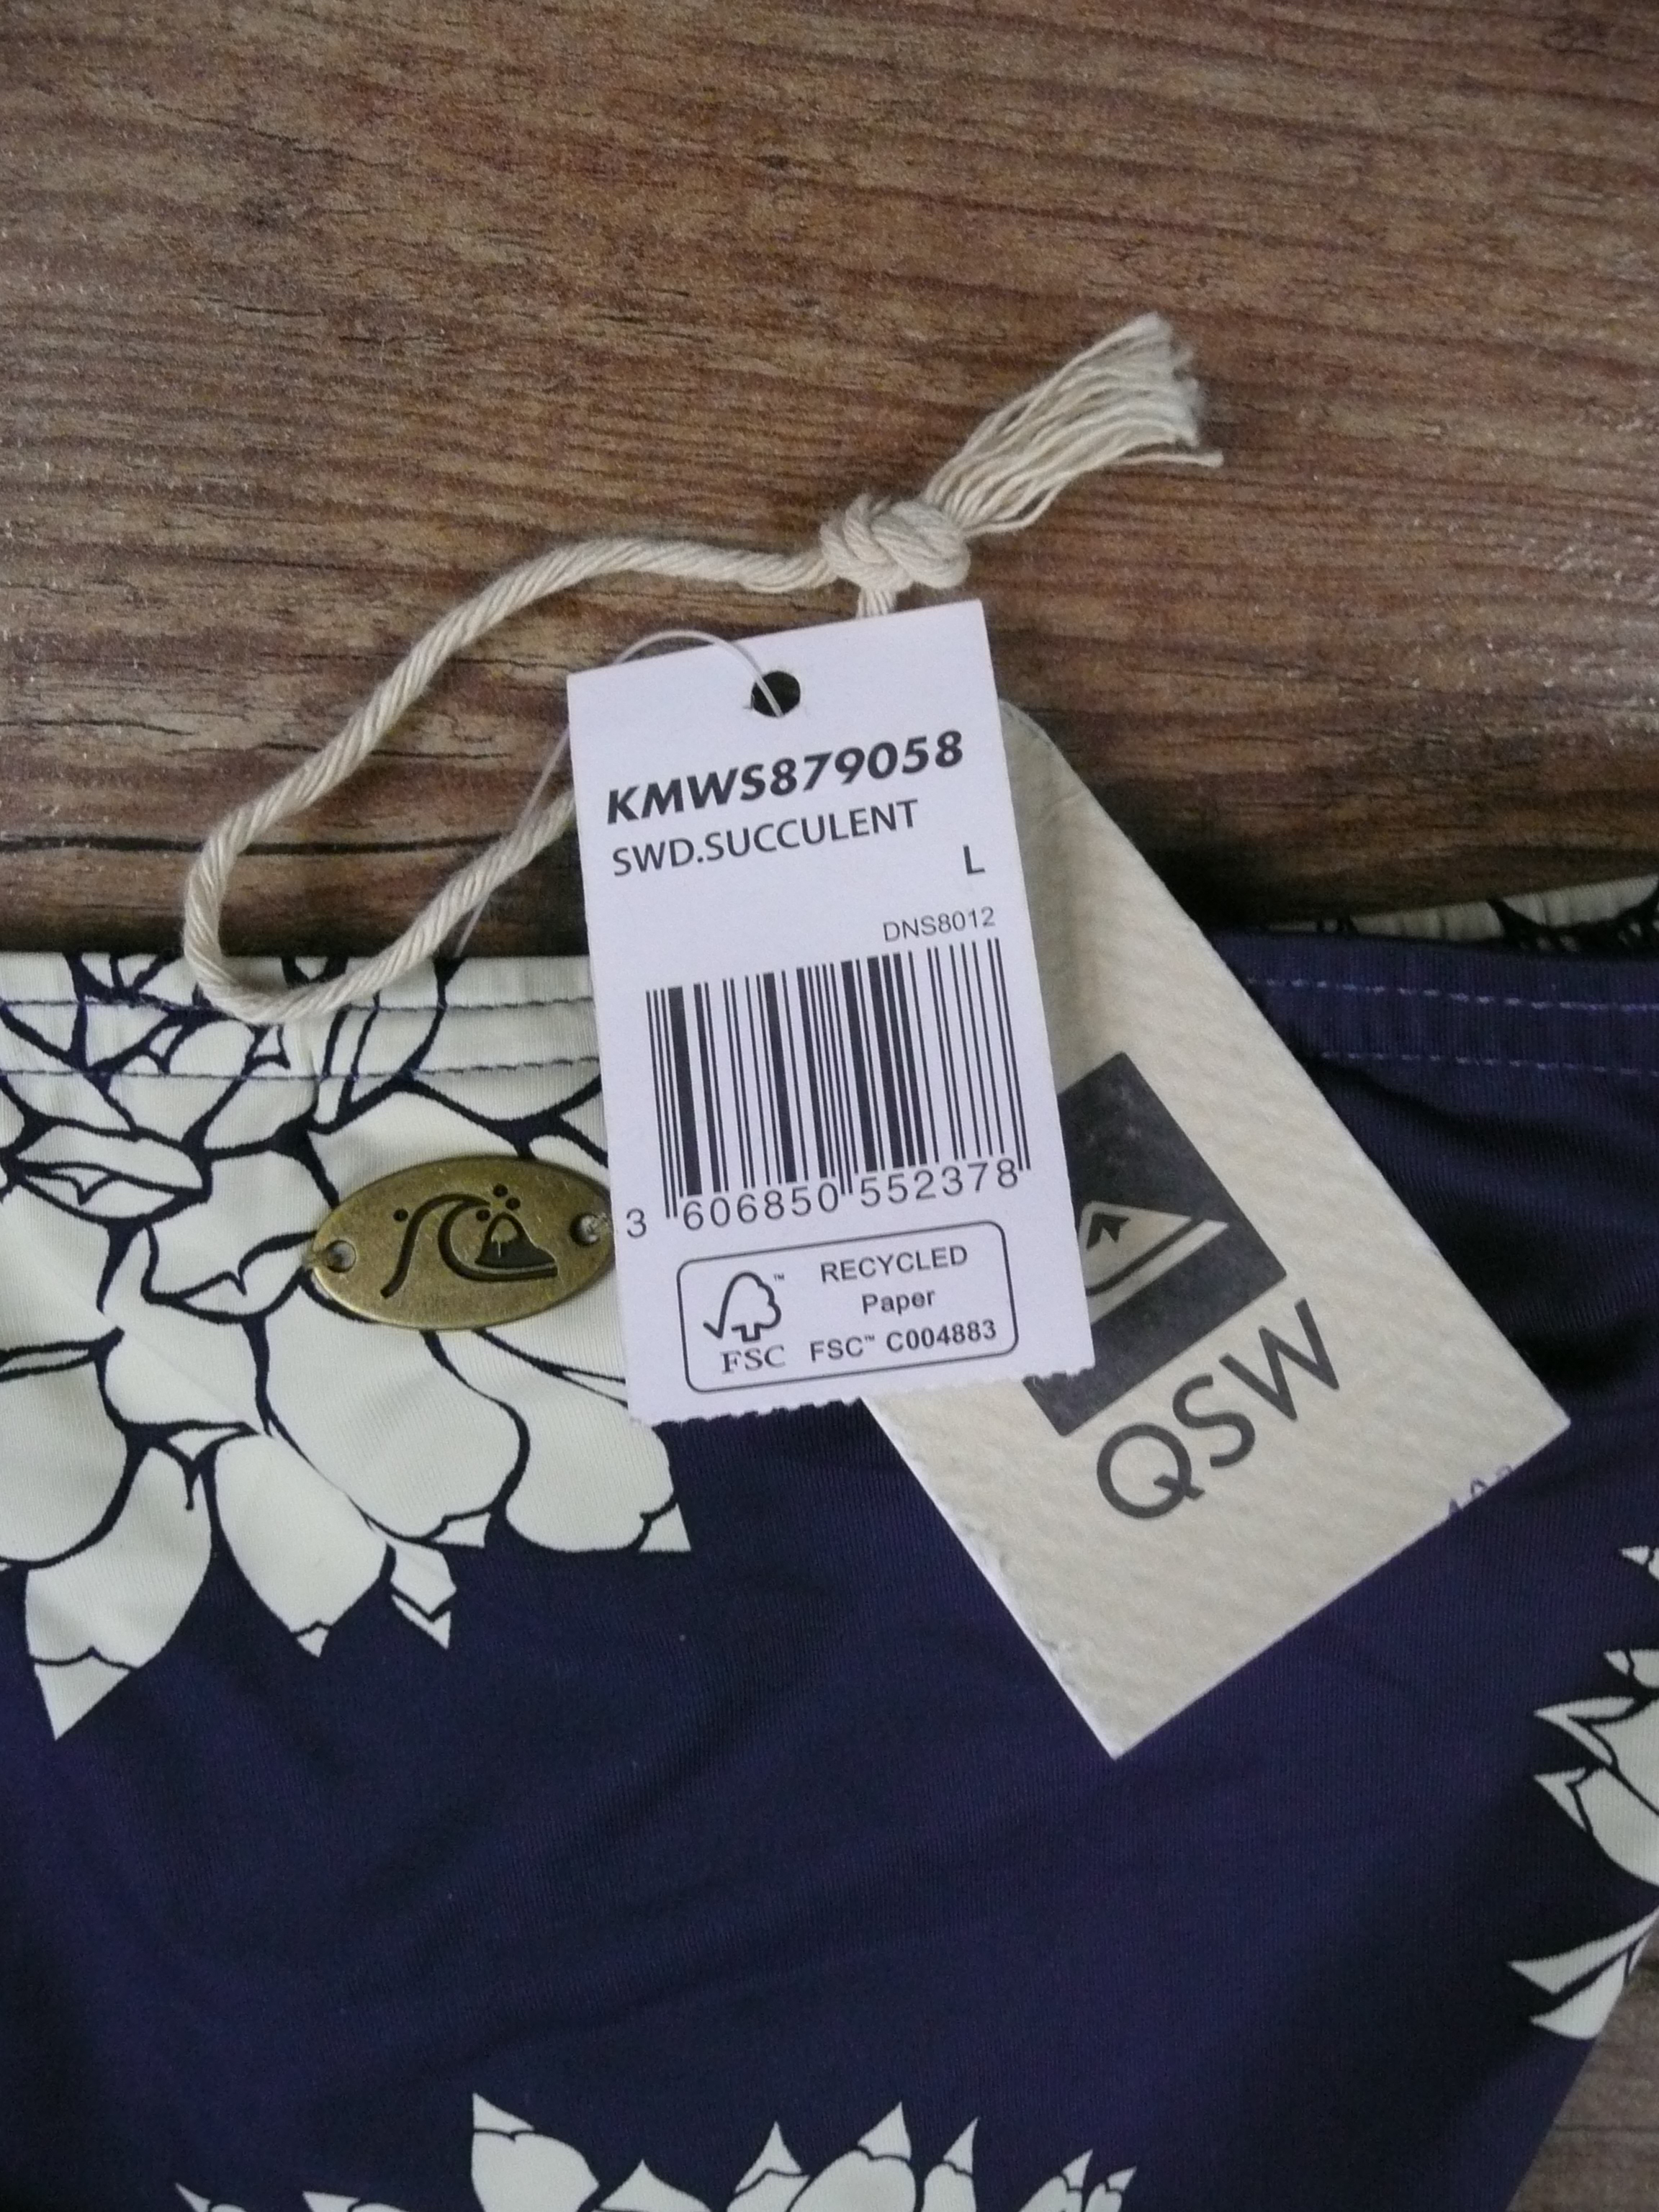 KMWS879058
SWD.SUCCULENT
L
DNS8012
3 606850 552378
FSC
RECYCLED
Paper
FSC™ C004883
QSW